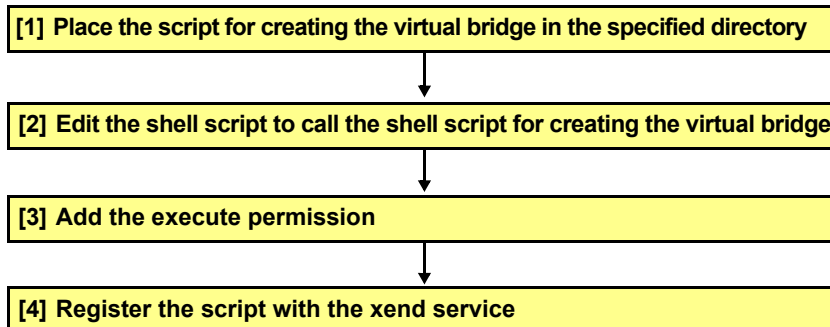 [1] Place the script for creating the virtual bridge in the specified directory
[2] Edit the shell script to call the shell script for creating the virtual bridge
[3] Add the execute permission
[4] Register the script with the xend service